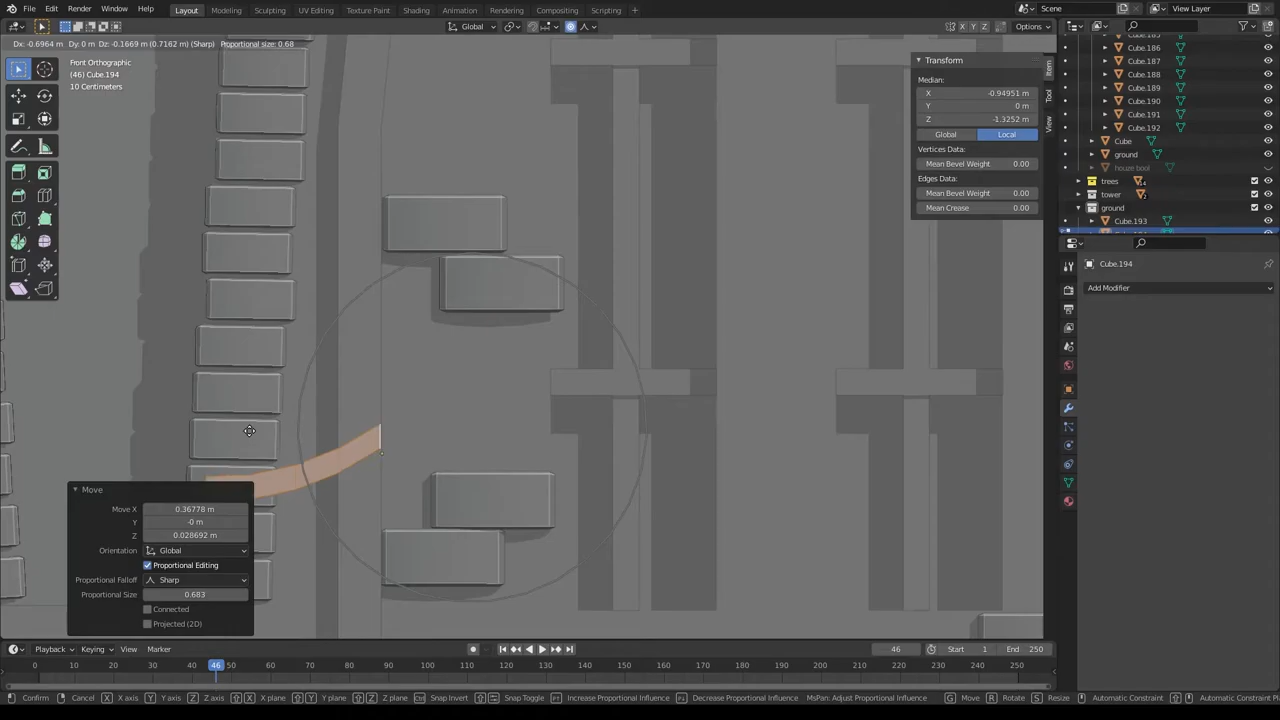 File Edit Render Window Help
Layout Modeling Sculpting UV Editing Texture Paint Shading Animation Rendering Compositing Scripting
Scene
View Layer
Global
X Y Z
Options
Dx: -0.6964 m Dy: 0 m Dz: -0.1669 m (0.7162 m) (Sharp) Proportional size: 0.68
Front Orthographic
(46) Cube.194
10 Centimeters
Transform
Median:
X -0.94951 m
Y 0 m
Z -1.3252 m
Global Local
Vertices Data:
Mean Bevel Weight 0.00
Edges Data:
Mean Bevel Weight 0.00
Mean Crease 0.00
Item
Tool
View
Cube.186
Cube.187
Cube.188
Cube.189
Cube.190
Cube.191
Cube.192
Cube
ground
houze bool
trees
tower
ground
Cube.193
Cube.194
Add Modifier
Move
Move X 0.36778 m
Y -0 m
Z 0.028692 m
Orientation Global
Proportional Editing
Proportional Falloff Sharp
Proportional Size 0.683
Connected
Projected (2D)
Playback Keying View Marker
46
Start 1
End 250
0 10 20 30 40 46 50 60 70 80 90 100 110 120 130 140 150 160 170 180 190 200 210 220 230 240 250
Confirm Cancel X X axis Y Y axis Z Z axis X X plane Y Y plane Z Z plane Snap Invert Snap Toggle Increase Proportional Influence Decrease Proportional Influence MsPan: Adjust Proportional Influence G Move R Rotate S Resize Automatic Constraint Automatic Constraint Plane